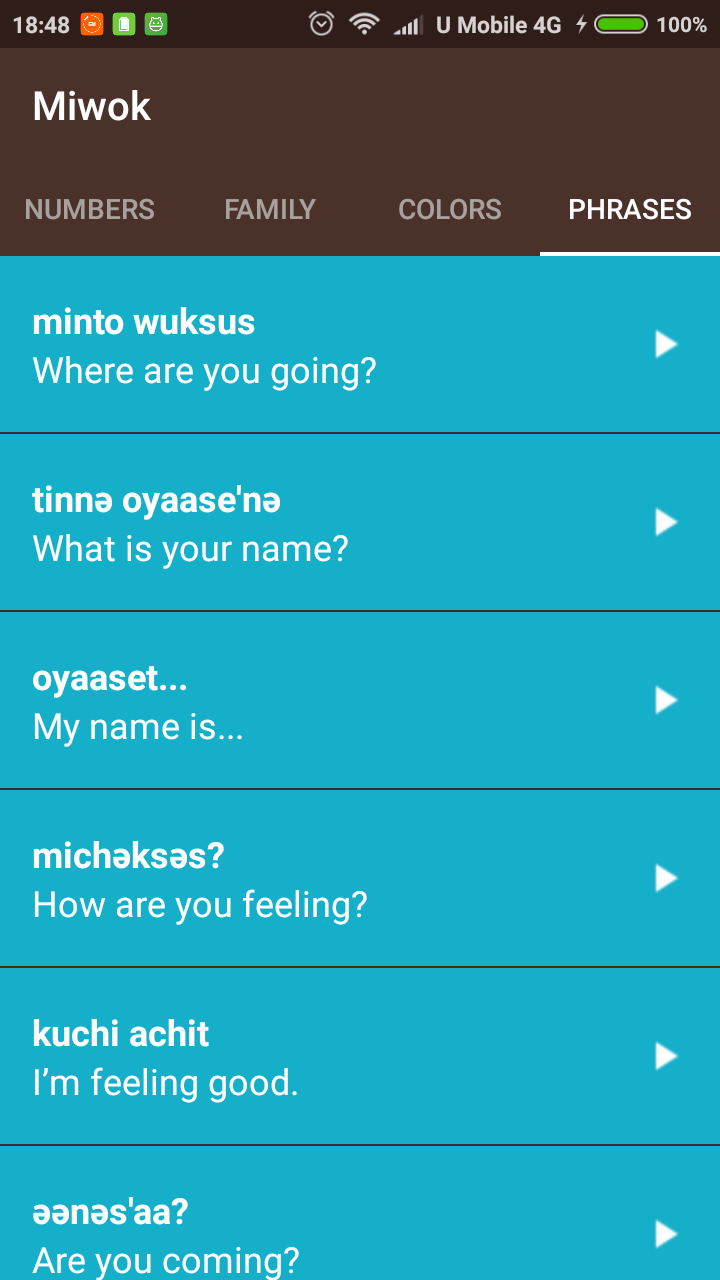 18:48 U Mobile 4G 100%
Miwok
NUMBERS FAMILY COLORS PHRASES
minto wuksus
Where are you going?
tinnə oyaase'nə
What is your name?
oyaaset...
My name is...
michəksəs?
How are you feeling?
kuchi achit
I’m feeling good.
əənəs'aa?
Are you coming?